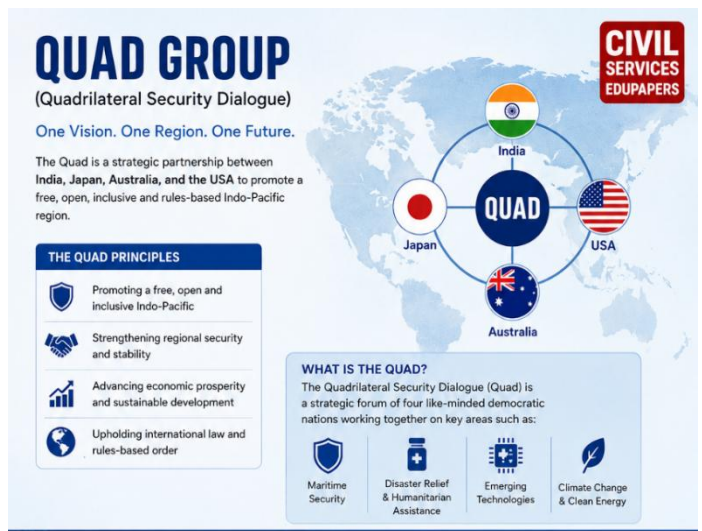 QUAD GROUP
(Quadrilateral Security Dialogue)
One Vision. One Region. One Future.
The Quad is a strategic partnership between
India, Japan, Australia, and the USA to promote a
free, open, inclusive and rules-based Indo-Pacific
region.
CIVIL
SERVICES
EDUPAPERS
India
Japan
QUAD
USA
Australia
THE QUAD PRINCIPLES
Promoting a free, open and
inclusive Indo-Pacific
Strengthening regional security
and stability
Advancing economic prosperity
and sustainable development
Upholding international law and
rules-based order
WHAT IS THE QUAD?
The Quadrilateral Security Dialogue (Quad) is
a strategic forum of four like-minded democratic
nations working together on key areas such as:
Maritime
Security
Disaster Relief
& Humanitarian
Assistance
Emerging
Technologies
Climate Change
& Clean Energy